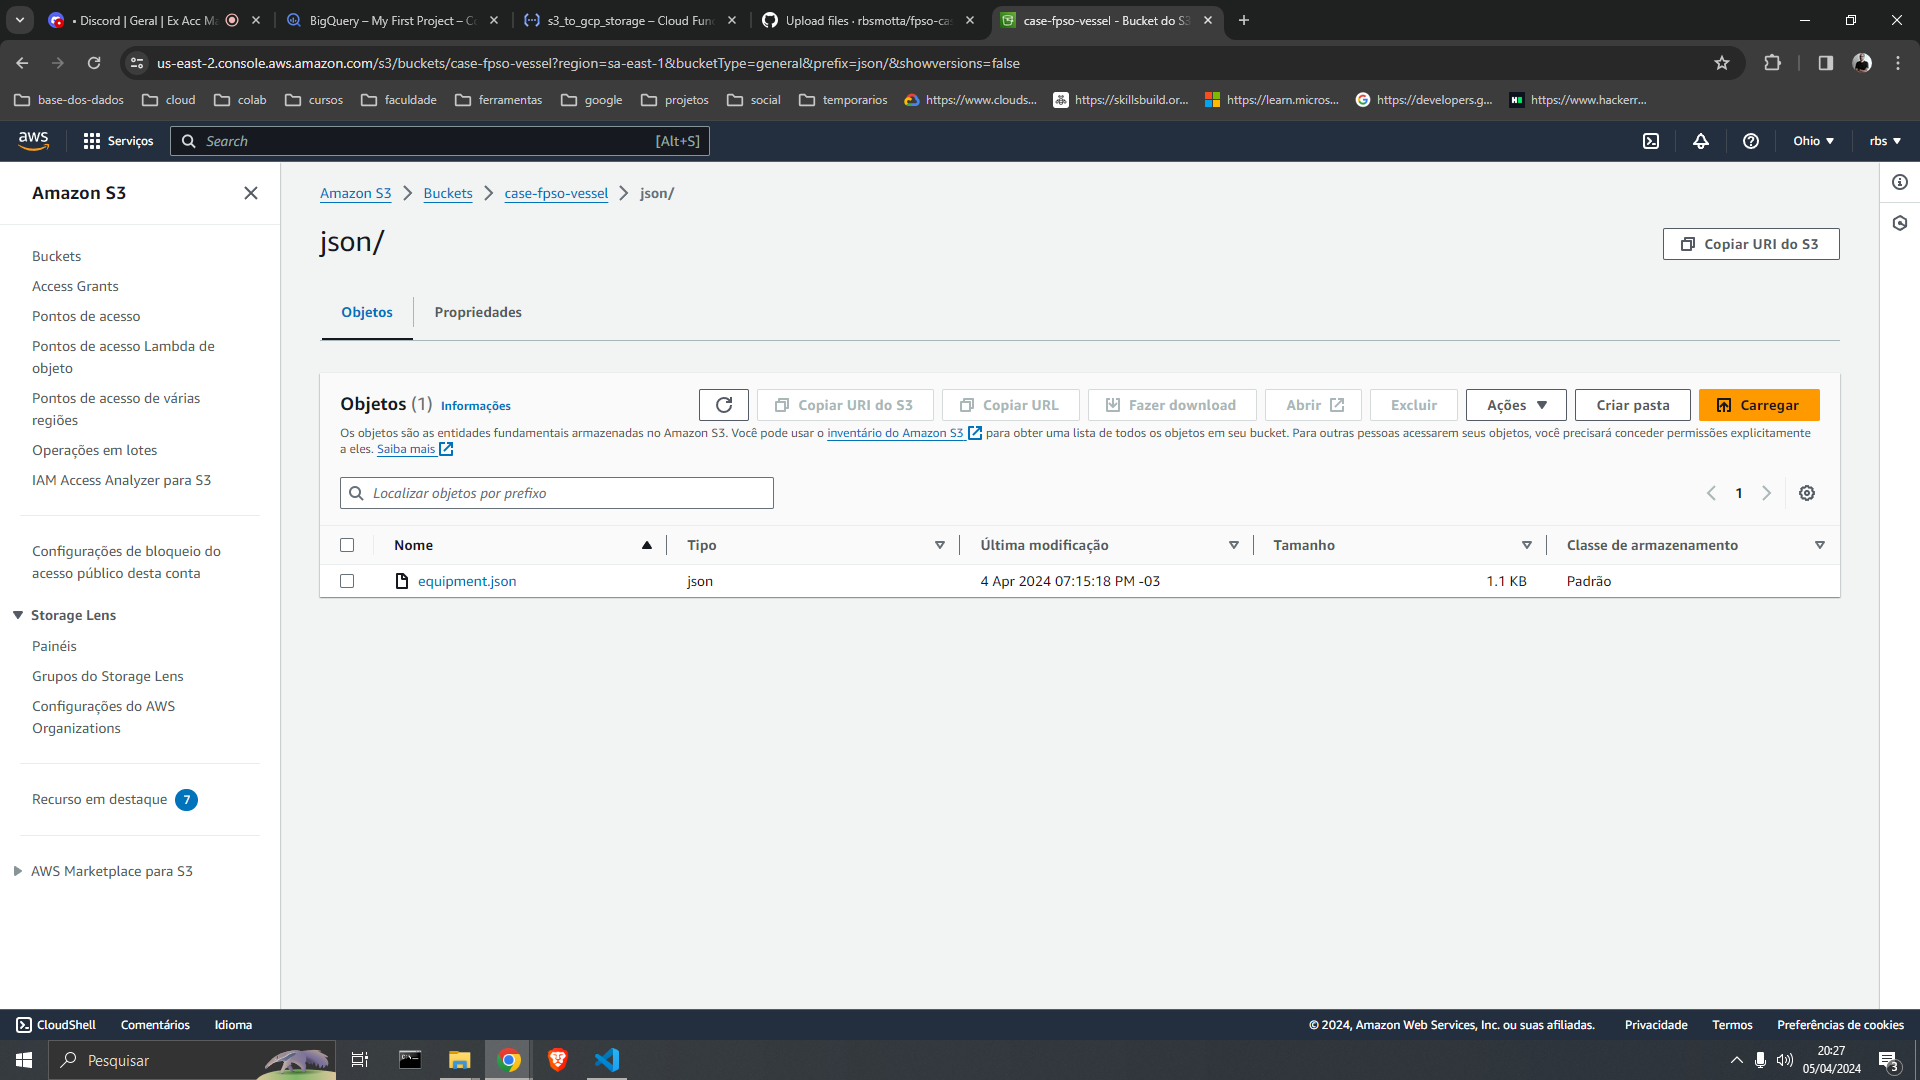 • Discord | Geral | Ex Acc Ma
BigQuery – My First Project – Co
s3_to_gcp_storage – Cloud Func
Upload files · rbsmotta/fpso-cas
case-fpso-vessel - Bucket do S3
us-east-2.console.aws.amazon.com/s3/buckets/case-fpso-vessel?region=sa-east-1&bucketType=general&prefix=json/&showversions=false
base-dos-dados
cloud
colab
cursos
faculdade
ferramentas
google
projetos
social
temporarios
https://www.clouds...
https://skillsbuild.or...
https://learn.micros...
https://developers.g...
https://www.hackerr...
aws
Serviços
Search
[Alt+S]
Ohio
rbs
Amazon S3
Buckets
Access Grants
Pontos de acesso
Pontos de acesso Lambda de
objeto
Pontos de acesso de várias
regiões
Operações em lotes
IAM Access Analyzer para S3
Configurações de bloqueio do
acesso público desta conta
Storage Lens
Painéis
Grupos do Storage Lens
Configurações do AWS
Organizations
Recurso em destaque 7
AWS Marketplace para S3
Amazon S3 > Buckets > case-fpso-vessel > json/
json/
Copiar URI do S3
Objetos
Propriedades
Objetos (1) Informações
Copiar URI do S3
Copiar URL
Fazer download
Abrir
Excluir
Ações
Criar pasta
Carregar
Os objetos são as entidades fundamentais armazenadas no Amazon S3. Você pode usar o inventário do Amazon S3 para obter uma lista de todos os objetos em seu bucket. Para outras pessoas acessarem seus objetos, você precisará conceder permissões explicitamente
a eles. Saiba mais
Localizar objetos por prefixo
1
Nome
Tipo
Última modificação
Tamanho
Classe de armazenamento
equipment.json
json
4 Apr 2024 07:15:18 PM -03
1.1 KB
Padrão
CloudShell
Comentários
Idioma
© 2024, Amazon Web Services, Inc. ou suas afiliadas.
Privacidade
Termos
Preferências de cookies
Pesquisar
20:27
05/04/2024
3